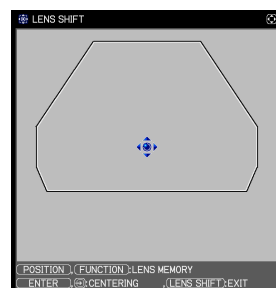 LENS SHIFT
POSITION , FUNCTION :LENS MEMORY
ENTER , :CENTERING , LENS SHIFT :EXIT